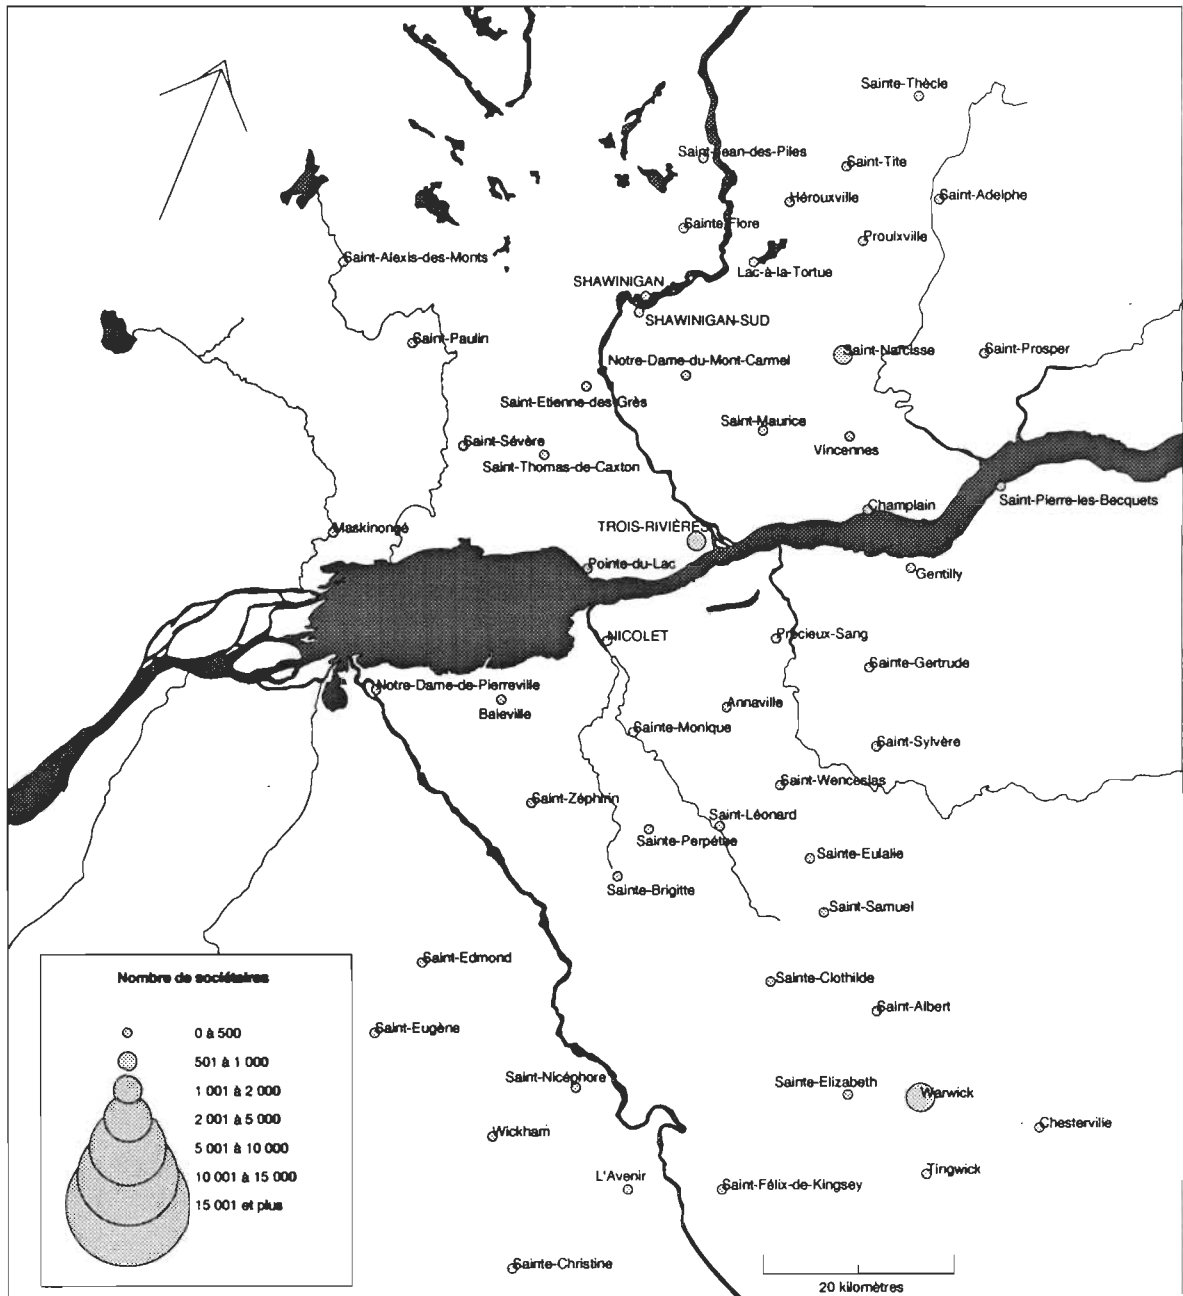 Sainte-Thècle
Saint-Jean-des-Piles
Saint-Tite
Hérouxville
Saint-Adelphe
Sainte-Flore
Proulxville
Saint-Alexis-des-Monts
Lac-à-la-Tortue
SHAWINIGAN
SHAWINIGAN-SUD
Saint-Paulin
Saint-Narcisse
Saint-Prosper
Notre-Dame-du-Mont-Carmel
Saint-Etienne-des-Grès
Saint-Maurice
Saint-Sévère
Vincennes
Saint-Thomas-de-Caxton
Saint-Pierre-les-Becquets
Champlain
Maskinongé
TROIS-RIVIÈRES
Pointe-du-Lac
Gentilly
NICOLET
Précieux-Sang
Sainte-Gertrude
Notre-Dame-de-Pierreville
Baieville
Annaville
Sainte-Monique
Saint-Sylvère
Saint-Wenceslas
Saint-Zéphirin
Saint-Léonard
Sainte-Perpétue
Sainte-Eulalie
Sainte-Brigitte
Saint-Samuel
Saint-Edmond
Sainte-Clothilde
Saint-Albert
Saint-Eugène
Saint-Nicéphore
Sainte-Elizabeth
Warwick
Chesterville
Wickham
L'Avenir
Saint-Félix-de-Kingsey
Tingwick
Sainte-Christine
Nombre de sociétaires
0 à 500
501 à 1 000
1 001 à 2 000
2 001 à 5 000
5 001 à 10 000
10 001 à 15 000
15 001 et plus
20 kilomètres